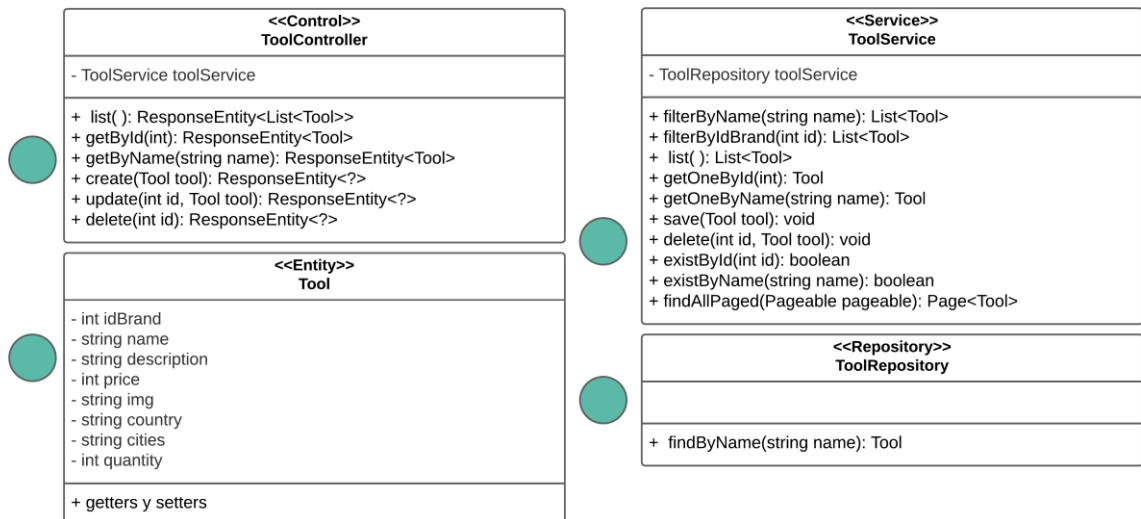 <<Control>>
ToolController
- ToolService toolService
+ list( ): ResponseEntity<List<Tool>>
+ getById(int): ResponseEntity<Tool>
+ getByName(string name): ResponseEntity<Tool>
+ create(Tool tool): ResponseEntity<?>
+ update(int id, Tool tool): ResponseEntity<?>
+ delete(int id): ResponseEntity<?>
<<Entity>>
Tool
- int idBrand
- string name
- string description
- int price
- string img
- string country
- string cities
- int quantity
+ getters y setters
<<Service>>
ToolService
- ToolRepository toolService
+ filterByName(string name): List<Tool>
+ filterByIdBrand(int id): List<Tool>
+ list( ): List<Tool>
+ getOneById(int): Tool
+ getOneByName(string name): Tool
+ save(Tool tool): void
+ delete(int id, Tool tool): void
+ existById(int id): boolean
+ existByName(string name): boolean
+ findAllPaged(Pageable pageable): Page<Tool>
<<Repository>>
ToolRepository
+ findByName(string name): Tool